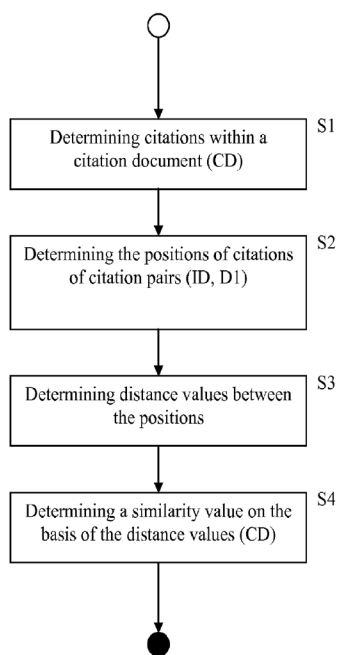 S1
Determining citations within a
citation document (CD)
S2
Determining the positions of citations
of citation pairs (ID, D1)
S3
Determining distance values between
the positions
S4
Determining a similarity value on the
basis of the distance values (CD)